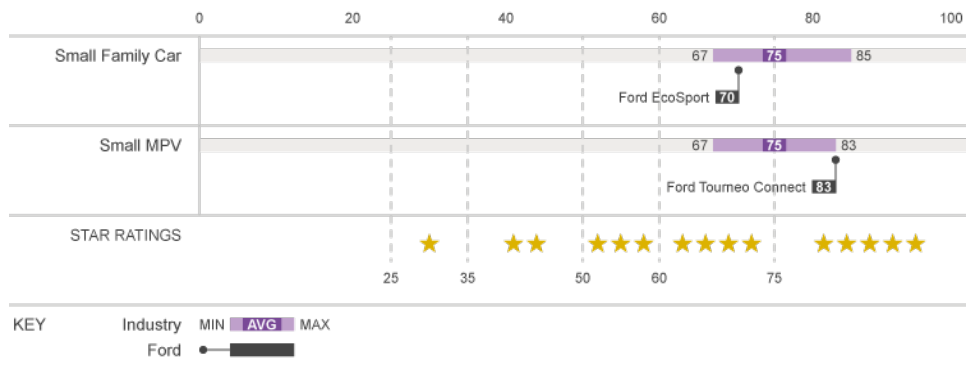 0 20 40 60 80 100
Small Family Car 67 75 85
Ford EcoSport 70
Small MPV 67 75 83
Ford Tourneo Connect 83
STAR RATINGS
25 35 50 60 75
KEY Industry MIN AVG MAX
Ford